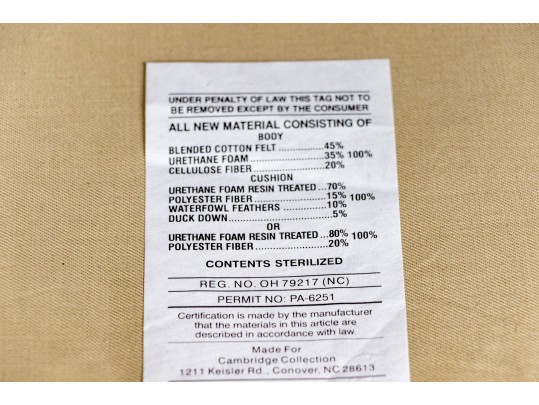 UNDER PENALTY OF LAW THIS TAG NOT TO
BE REMOVED EXCEPT BY THE CONSUMER
ALL NEW MATERIAL CONSISTING OF
BODY
BLENDED COTTON FELT ..............45%
URETHANE FOAM .......................35% 100%
CELLULOSE FIBER ......................20%
CUSHION
URETHANE FOAM RESIN TREATED ...70%
POLYESTER FIBER ......................15% 100%
WATERFOWL FEATHERS .............10%
DUCK DOWN ................................5%
OR
URETHANE FOAM RESIN TREATED ...80% 100%
POLYESTER FIBER ......................20%
CONTENTS STERILIZED
REG. NO. OH 79217 (NC)
PERMIT NO: PA-6251
Certification is made by the manufacturer
that the materials in this article are
described in accordance with law.
Made For
Cambridge Collection
1211 Keisler Rd., Conover, NC 28613